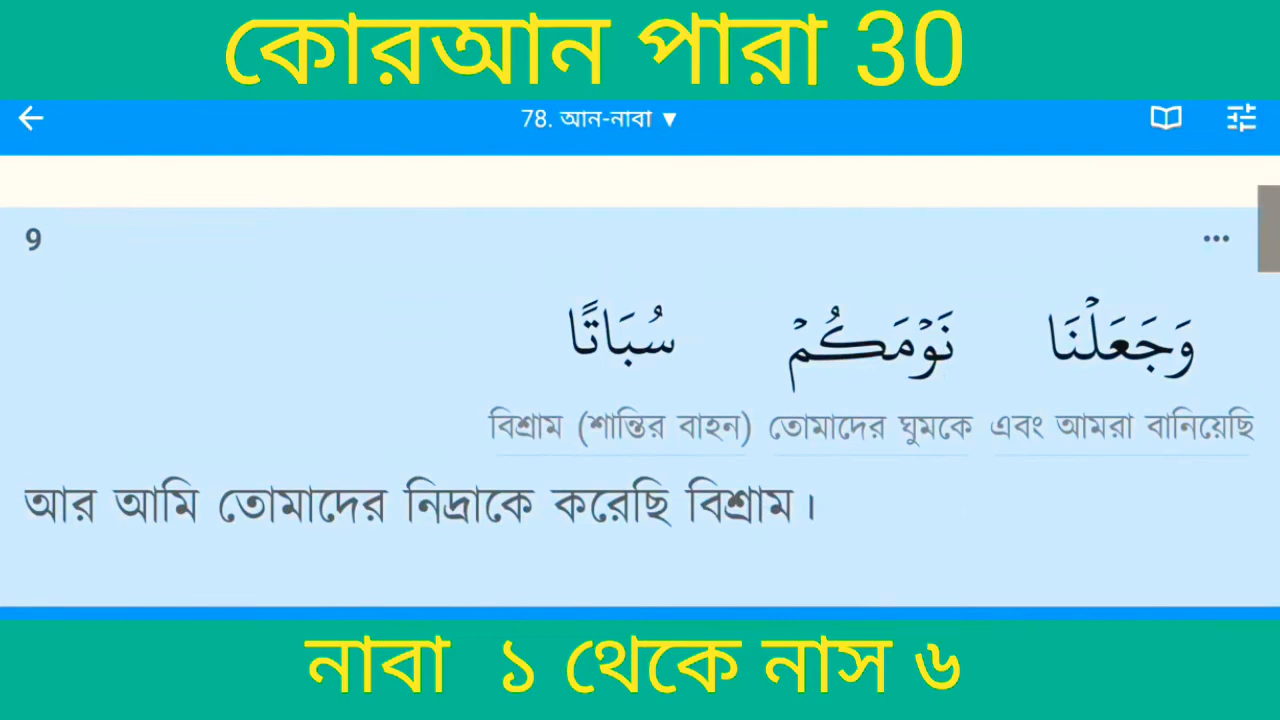 কোরআন পারা 30
78. আন-নাবা ▼
9
وَجَعَلْنَا نَوْمَكُمْ سُبَاتًا
বিশ্রাম (শান্তির বাহন) তোমাদের ঘুমকে এবং আমরা বানিয়েছি
আর আমি তোমাদের নিদ্রাকে করেছি বিশ্রাম।
নাবা ১ থেকে নাস ৬